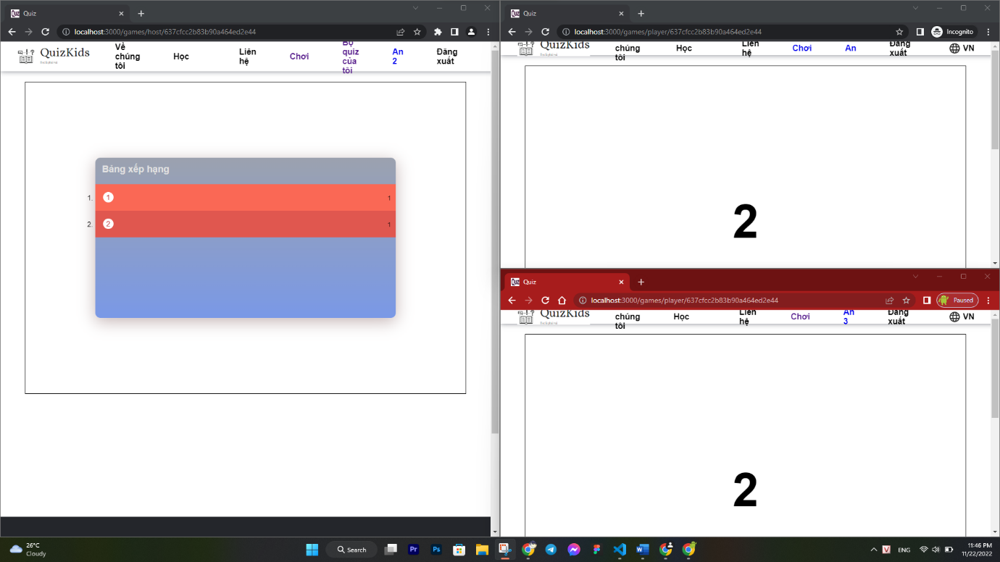 Quiz
localhost:3000/games/host/637cfcc2b83b90a464ed2e44
QuizKids
Về chúng tôi
Học
Liên hệ
Chơi
Bộ quiz của tôi
An 2
Đăng xuất
Bảng xếp hạng
1. 1 1
2. 2 1
Quiz
localhost:3000/games/player/637cfcc2b83b90a464ed2e44
Incognito
QuizKids
chúng tôi
Học
Liên hệ
Chơi
An
Đăng xuất
VN
2
Quiz
localhost:3000/games/player/637cfcc2b83b90a464ed2e44
Paused
QuizKids
chúng tôi
Học
Liên hệ
Chơi
An 3
Đăng xuất
VN
2
26°C
Cloudy
Search
Pr
Ps
V
ENG
11:46 PM
11/22/2022